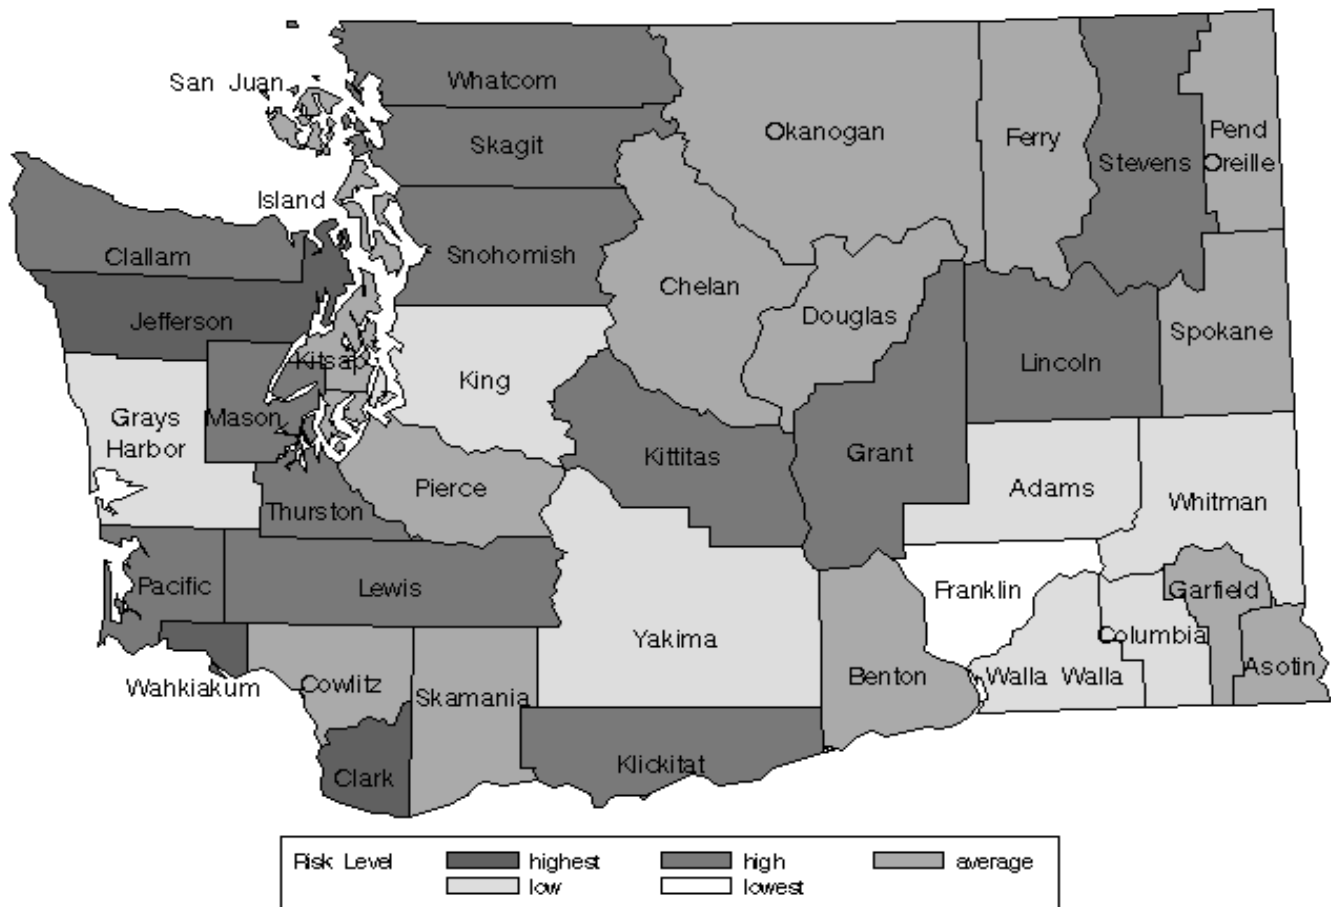 San Juan
Whatcom
Okanogan
Ferry
Pend
Oreille
Skagit
Stevens
Island
Clallam
Snohomish
Chelan
Douglas
Jefferson
Spokane
Kitsap
King
Lincoln
Grays
Harbor
Mason
Kittitas
Grant
Pierce
Adams
Whitman
Thurston
Pacific
Lewis
Franklin
Garfield
Yakima
Columbia
Wahkiakum
Cowlitz
Skamania
Benton
Walla Walla
Asotin
Clark
Klickitat
Risk Level highest high average
low lowest